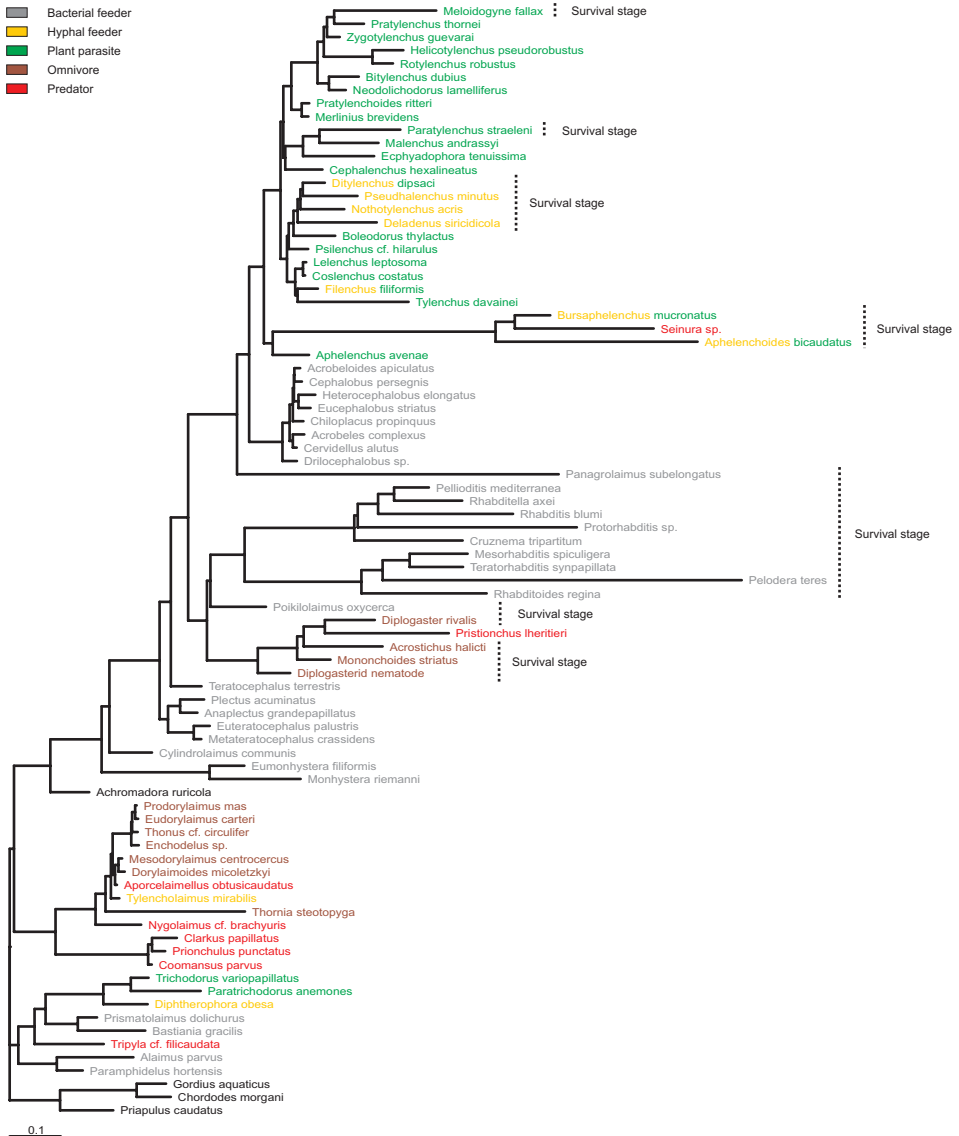 Bacterial feeder
Hyphal feeder
Plant parasite
Omnivore
Predator
Meloidogyne fallax
Survival stage
Pratylenchus thornei
Zygotylenchus guevarai
Helicotylenchus pseudorobustus
Rotylenchus robustus
Bitylenchus dubius
Neodolichodorus lamelliferus
Pratylenchoides ritteri
Merlinius brevidens
Paratylenchus straeleni
Survival stage
Malenchus andrassyi
Ecphyadophora tenuissima
Cephalenchus hexalineatus
Ditylenchus dipsaci
Pseudhalenchus minutus
Survival stage
Nothotylenchus acris
Deladenus siricidicola
Boleodorus thylactus
Psilenchus cf. hilarulus
Lelenchus leptosoma
Coslenchus costatus
Filenchus filiformis
Tylenchus davainei
Bursaphelenchus mucronatus
Seinura sp.
Survival stage
Aphelenchoides bicaudatus
Aphelenchus avenae
Acrobeloides apiculatus
Cephalobus persegnis
Heterocephalobus elongatus
Eucephalobus striatus
Chiloplacus propinquus
Acrobeles complexus
Cervidellus alutus
Drilocephalobus sp.
Panagrolaimus subelongatus
Pellioditis mediterranea
Rhabditella axei
Rhabditis blumi
Protorhabditis sp.
Survival stage
Cruznema tripartitum
Mesorhabditis spiculigera
Teratorhabditis synpapillata
Pelodera teres
Rhabditoides regina
Poikilolaimus oxycerca
Survival stage
Diplogaster rivalis
Pristionchus lheritieri
Acrostichus halicti
Mononchoides striatus
Survival stage
Diplogasterid nematode
Teratocephalus terrestris
Plectus acuminatus
Anaplectus grandepapillatus
Euteratocephalus palustris
Metateratocephalus crassidens
Cylindrolaimus communis
Eumonhystera filiformis
Monhystera riemanni
Achromadora ruricola
Prodorylaimus mas
Eudorylaimus carteri
Thonus cf. circulifer
Enchodelus sp.
Mesodorylaimus centrocercus
Dorylaimoides micoletzkyi
Aporcelaimellus obtusicaudatus
Tylencholaimus mirabilis
Thornia steotopyga
Nygolaimus cf. brachyuris
Clarkus papillatus
Prionchulus punctatus
Coomansus parvus
Trichodorus variopapillatus
Paratrichodorus anemones
Diphtherophora obesa
Prismatolaimus dolichurus
Bastiania gracilis
Tripyla cf. filicaudata
Alaimus parvus
Paramphidelus hortensis
Gordius aquaticus
Chordodes morgani
Priapulus caudatus
0.1